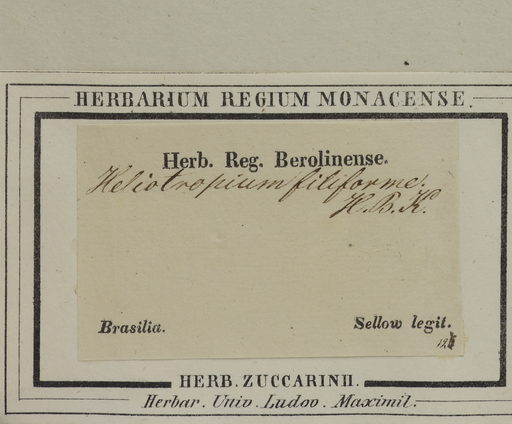 HERBARIUM REGIUM MONACENSE.
Herb. Reg. Berolinense.
Heliotropium filiforme.
H.B.K.
Brasilia.
Sellow legit.
HERB. ZUCCARINII.
Herbar. Univ. Ludov. Maximil.